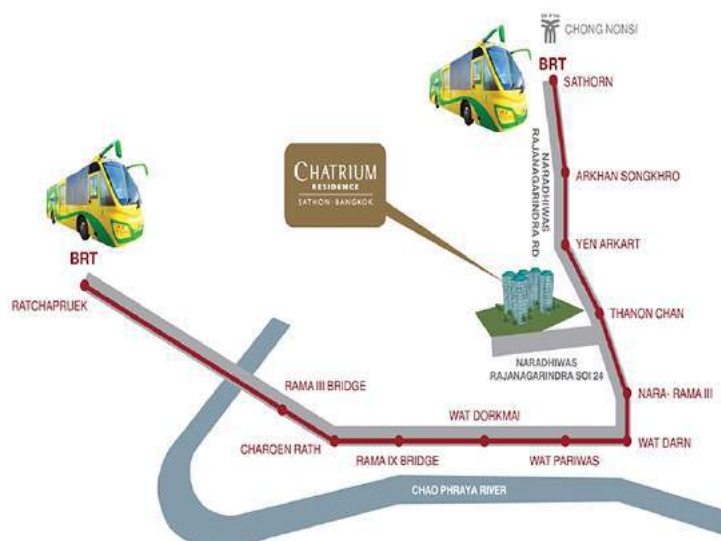 CHONG NONSI
BRT
SATHORN
NARADHIWAS
RAJANAGARINDRA RD
ARKHAN SONGKHRO
CHATRIUM
RESIDENCE
SATHON · BANGKOK
YEN ARKART
BRT
RATCHAPRUEK
THANON CHAN
NARADHIWAS
RAJANAGARINDRA SOI 24
RAMA III BRIDGE
NARA- RAMA III
WAT DORKMAI
CHAROEN RATH
RAMA IX BRIDGE
WAT PARIWAS
WAT DARN
CHAO PHRAYA RIVER